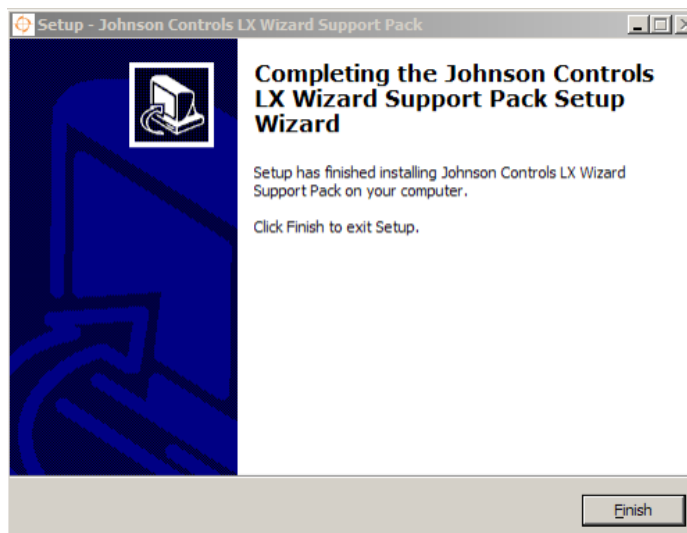 Setup - Johnson Controls LX Wizard Support Pack
Completing the Johnson Controls
LX Wizard Support Pack Setup
Wizard
Setup has finished installing Johnson Controls LX Wizard
Support Pack on your computer.
Click Finish to exit Setup.
Finish